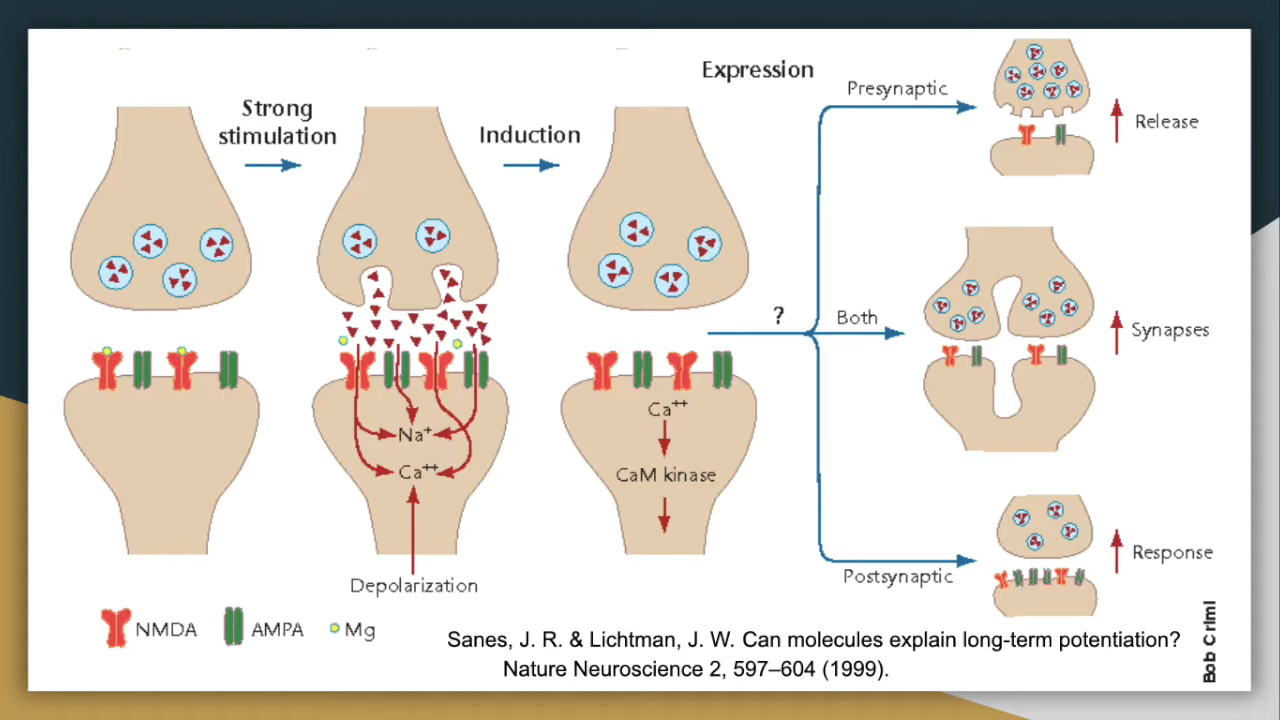 Strong
stimulation
Induction
Expression
Presynaptic
Release
?
Both
Synapses
Postsynaptic
Response
Na+
Ca++
Depolarization
Ca++
CaM kinase
NMDA
AMPA
Mg
Sanes, J. R. & Lichtman, J. W. Can molecules explain long-term potentiation?
Nature Neuroscience 2, 597–604 (1999).
Bob Crimi